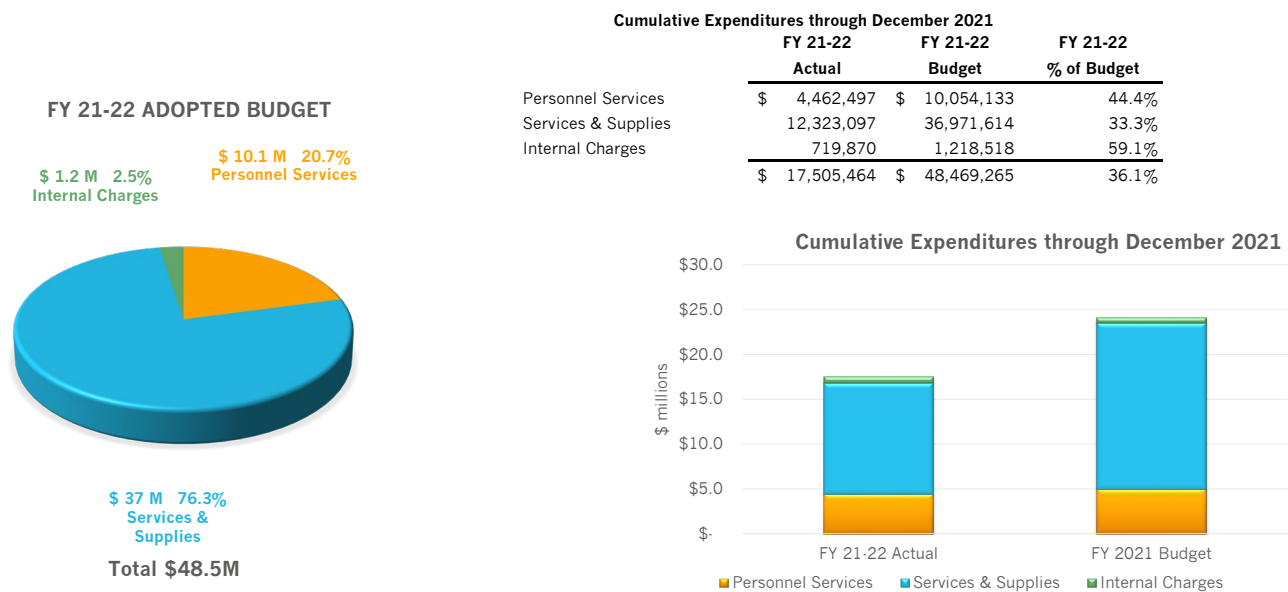 Cumulative Expenditures through December 2021
FY 21-22 FY 21-22 FY 21-22
Actual Budget % of Budget
Personnel Services $ 4,462,497 $ 10,054,133 44.4%
Services & Supplies 12,323,097 36,971,614 33.3%
Internal Charges 719,870 1,218,518 59.1%
$ 17,505,464 $ 48,469,265 36.1%
FY 21-22 ADOPTED BUDGET
$ 10.1 M 20.7%
Personnel Services
$ 1.2 M 2.5%
Internal Charges
$ 37 M 76.3%
Services &
Supplies
Total $48.5M
Cumulative Expenditures through December 2021
$ millions
$30.0
$25.0
$20.0
$15.0
$10.0
$5.0
$-
FY 21-22 Actual FY 2021 Budget
Personnel Services Services & Supplies Internal Charges